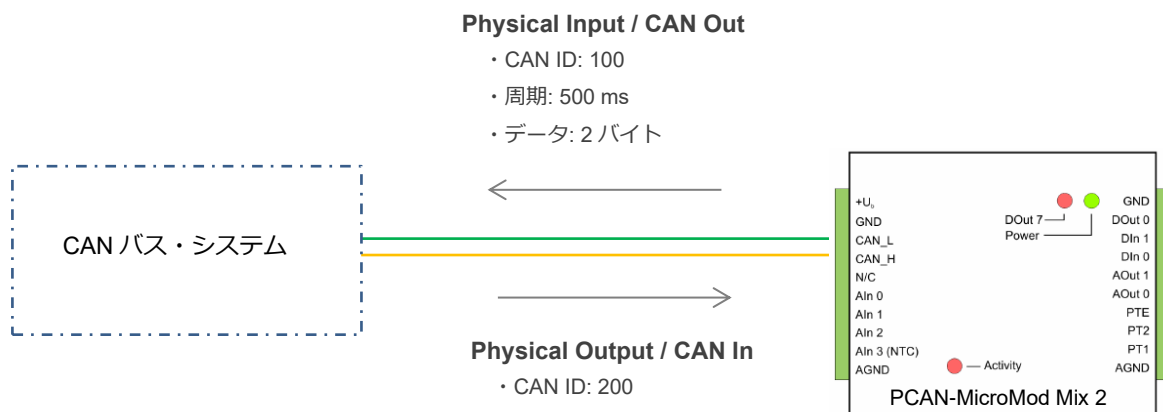 Physical Input / CAN Out
・CAN ID: 100
・周期: 500 ms
・データ: 2 バイト
CAN バス・システム
+Ub
GND
CAN_L
CAN_H
N/C
AIn 0
AIn 1
AIn 2
AIn 3 (NTC)
AGND
DOut 7
Power
Activity
GND
DOut 0
DIn 1
DIn 0
AOut 1
AOut 0
PTE
PT2
PT1
AGND
PCAN-MicroMod Mix 2
Physical Output / CAN In
・CAN ID: 200